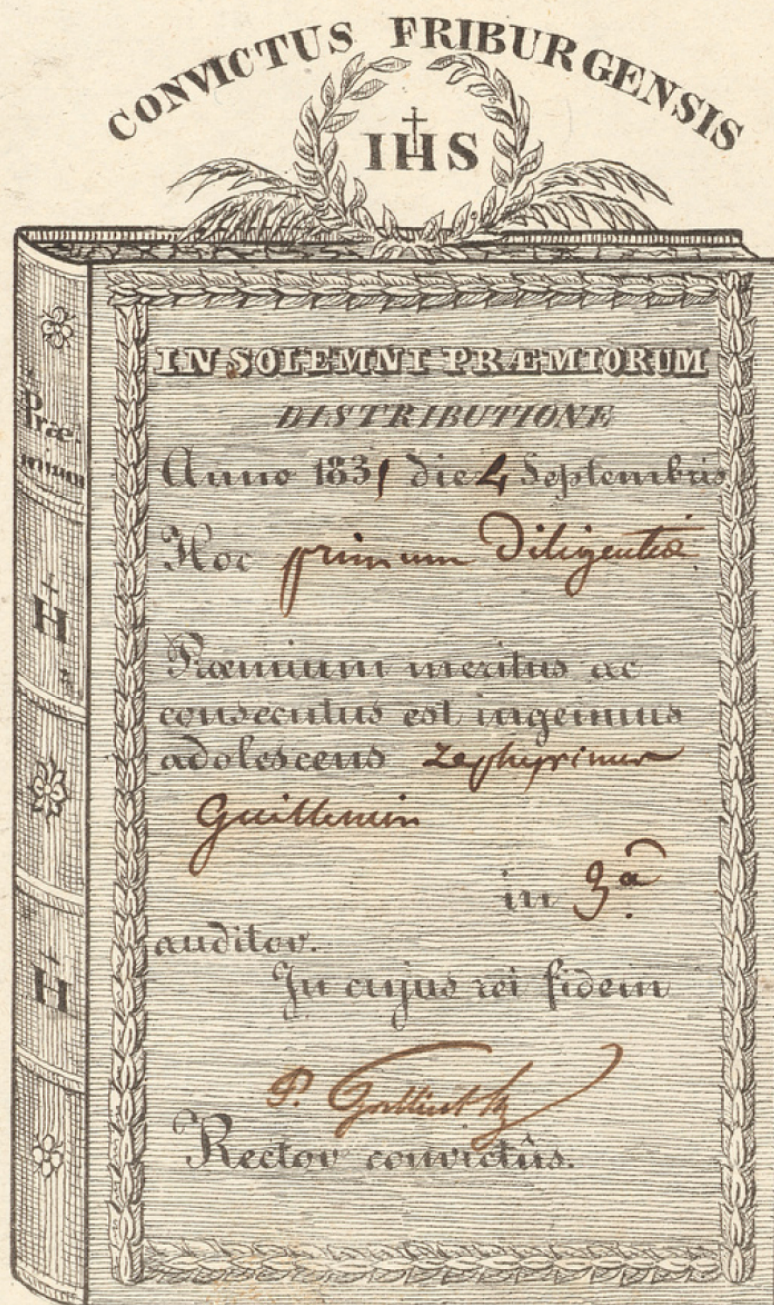 CONVICTUS FRIBURGENSIS
IHS
IN SOLEMNI PRÆMIORUM
DISTRIBUTIONE
Anno 1831 die 4 Septembris
Hoc primum Diligentiæ
Præmium meritus ac
consecutus est ingenuus
adolescens Zephyrinus
Guillemin
in 3ª
auditor.
In cujus rei fidem
P.
Rector convictûs.
Præ-
mium
H
H